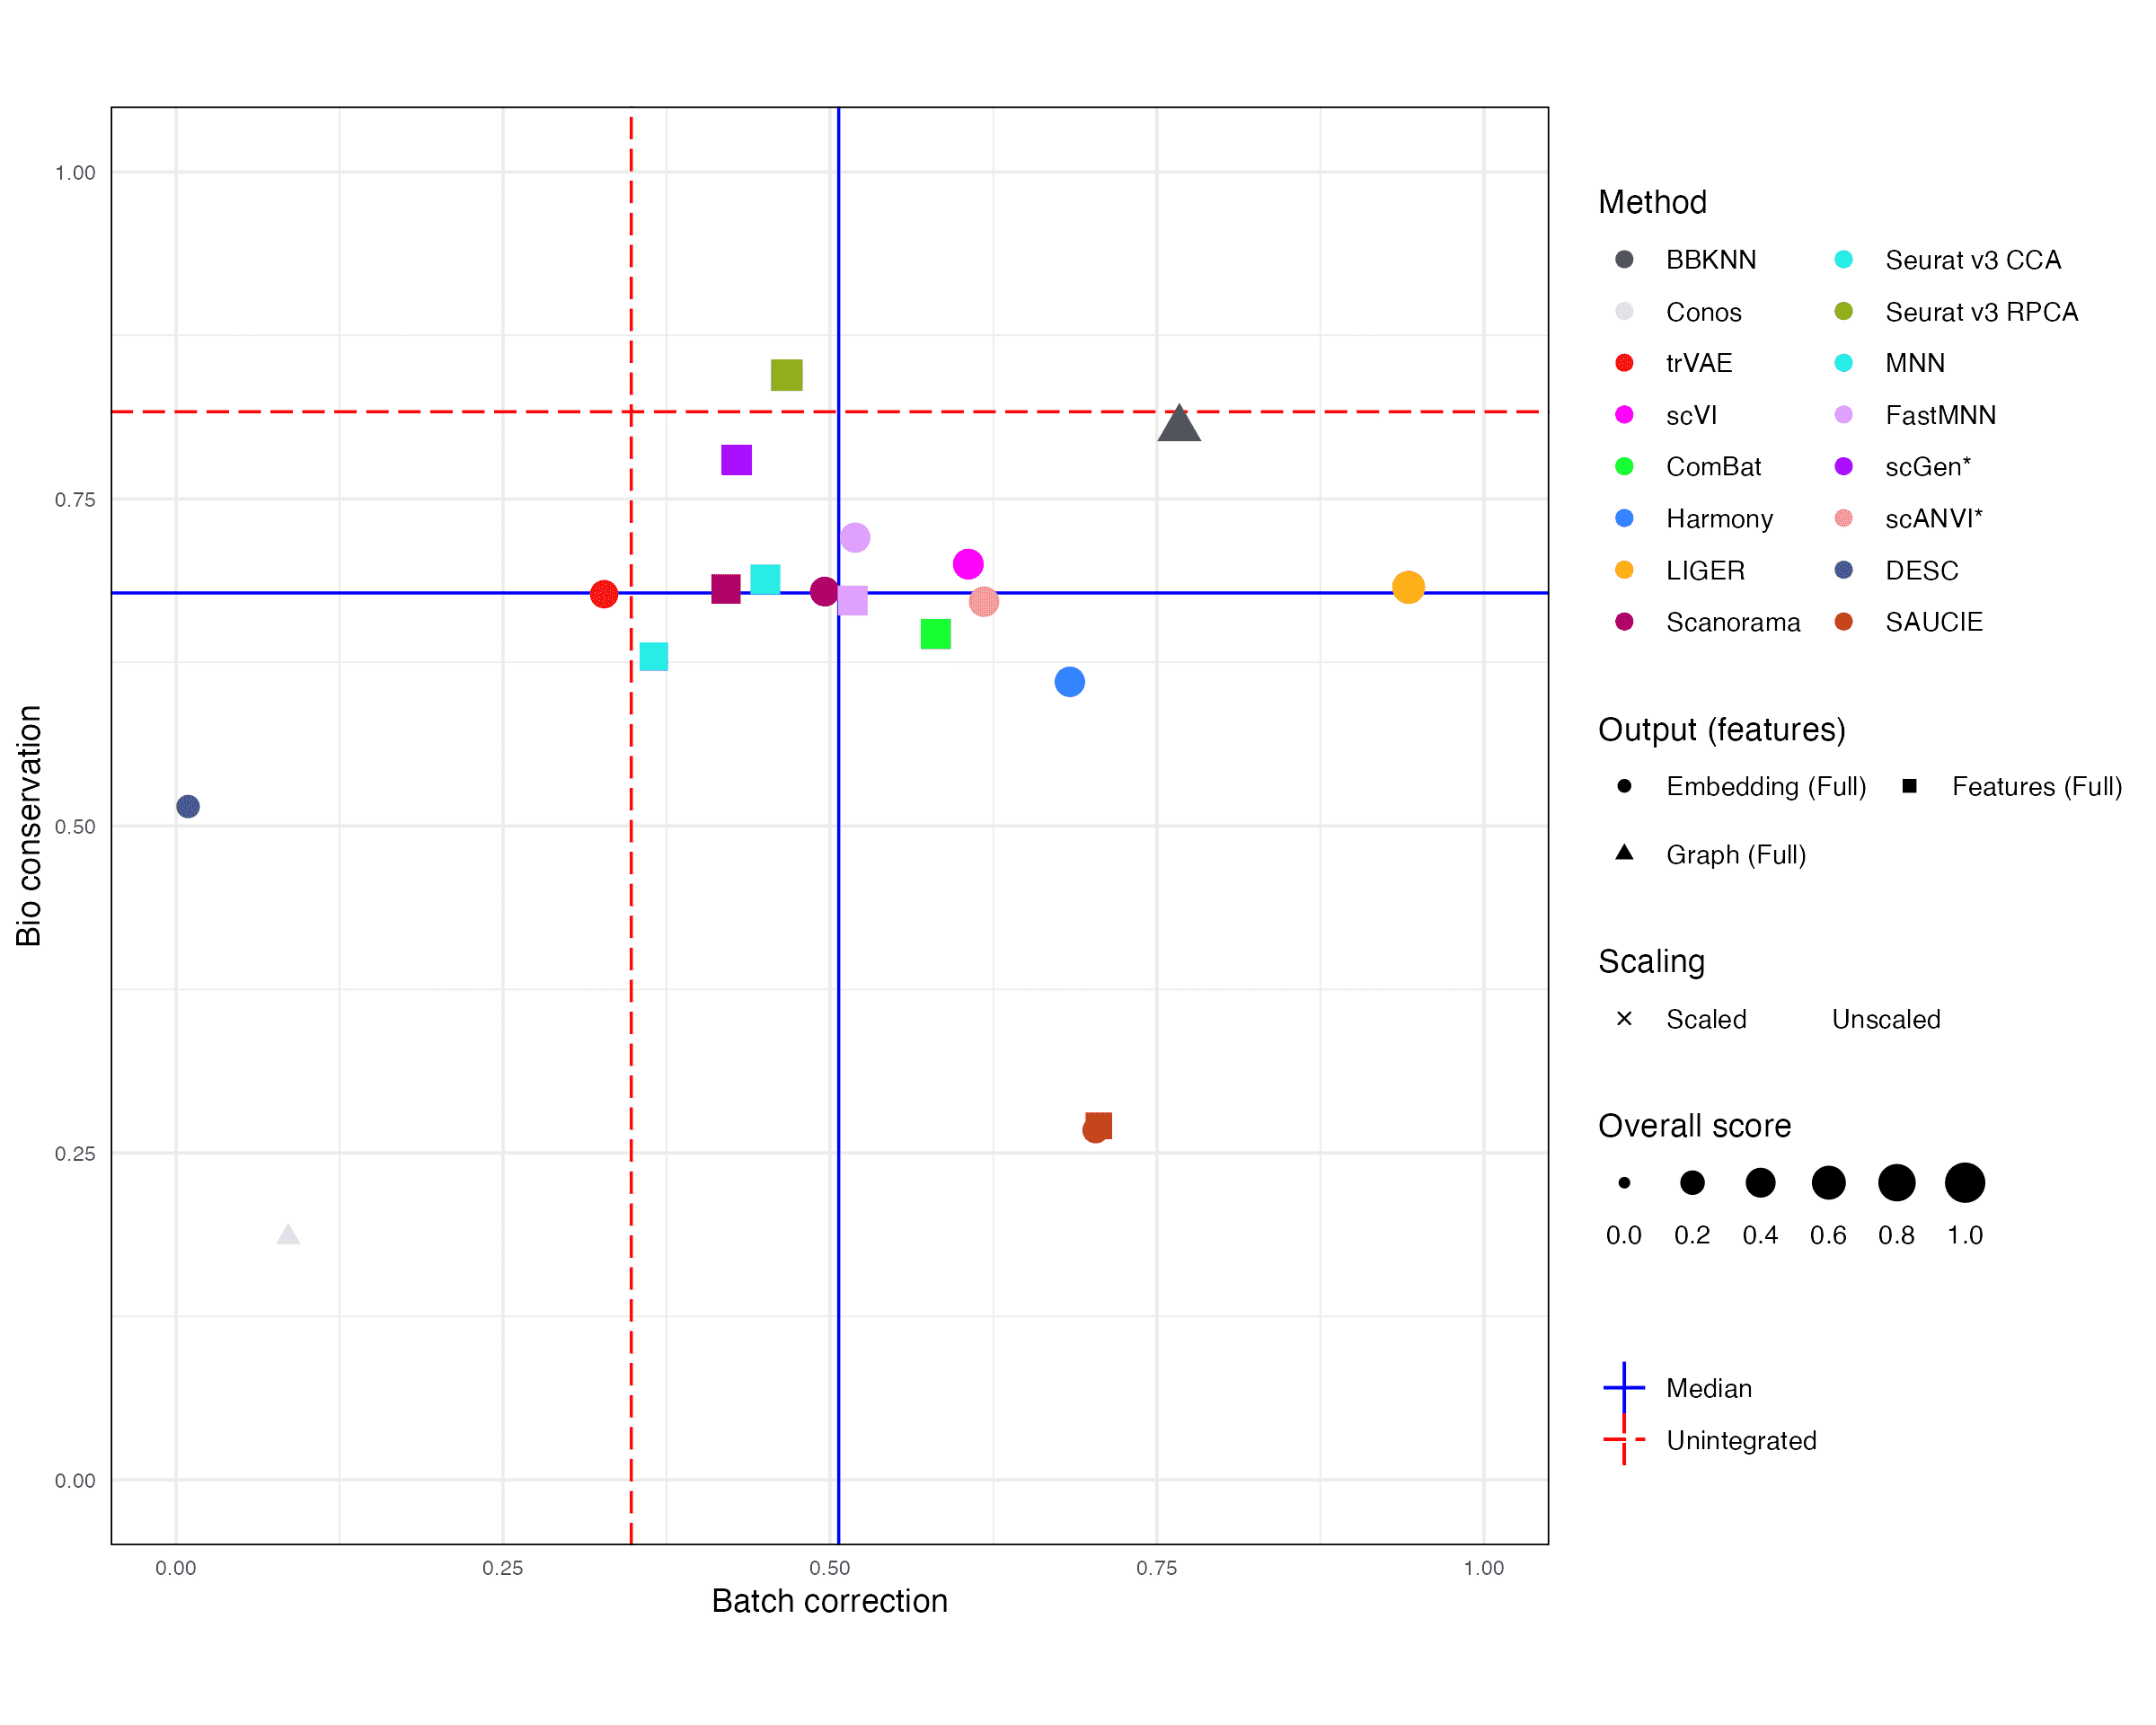 1.00
0.75
0.50
0.25
0.00
Bio conservation
0.00 0.25 0.50 0.75 1.00
Batch correction
Method
BBKNN Seurat v3 CCA
Conos Seurat v3 RPCA
trVAE MNN
scVI FastMNN
ComBat scGen*
Harmony scANVI*
LIGER DESC
Scanorama SAUCIE
Output (features)
Embedding (Full) Features (Full)
Graph (Full)
Scaling
Scaled Unscaled
Overall score
0.0 0.2 0.4 0.6 0.8 1.0
Median
Unintegrated